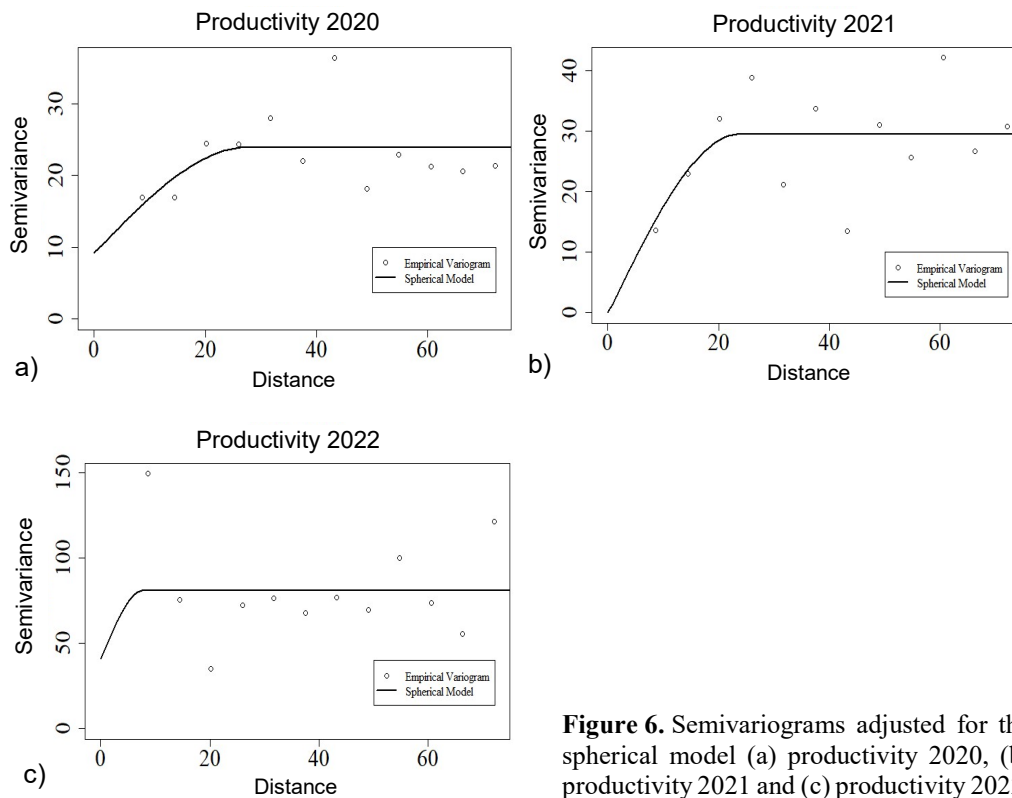 Productivity 2020
Semivariance
0 10 20 30
0 20 40 60
Empirical Variogram
Spherical Model
Distance
a)
Productivity 2021
Semivariance
0 10 20 30 40
0 20 40 60
Empirical Variogram
Spherical Model
Distance
b)
Productivity 2022
Semivariance
0 50 100 150
0 20 40 60
Empirical Variogram
Spherical Model
Distance
c)
Figure 6. Semivariograms adjusted for
spherical model (a) productivity 2020,
productivity 2021 and (c) productivity